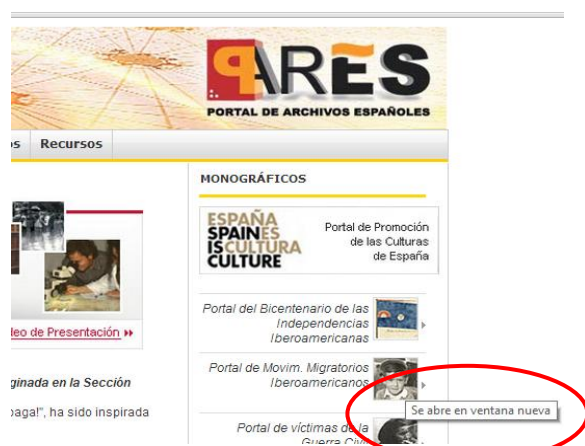 PARES
PORTAL DE ARCHIVOS ESPAÑOLES
Recursos
MONOGRÁFICOS
ESPAÑA
SPAIN ES
IS CULTURA
CULTURE
Portal de Promoción
de las Culturas
de España
Portal del Bicentenario de las
Independencias
Iberoamericanas
deo de Presentación
Portal de Movim. Migratorios
Iberoamericanos
ginada en la Sección
Se abre en ventana nueva
paga!", ha sido inspirada
Portal de víctimas de la
Guerra Civil